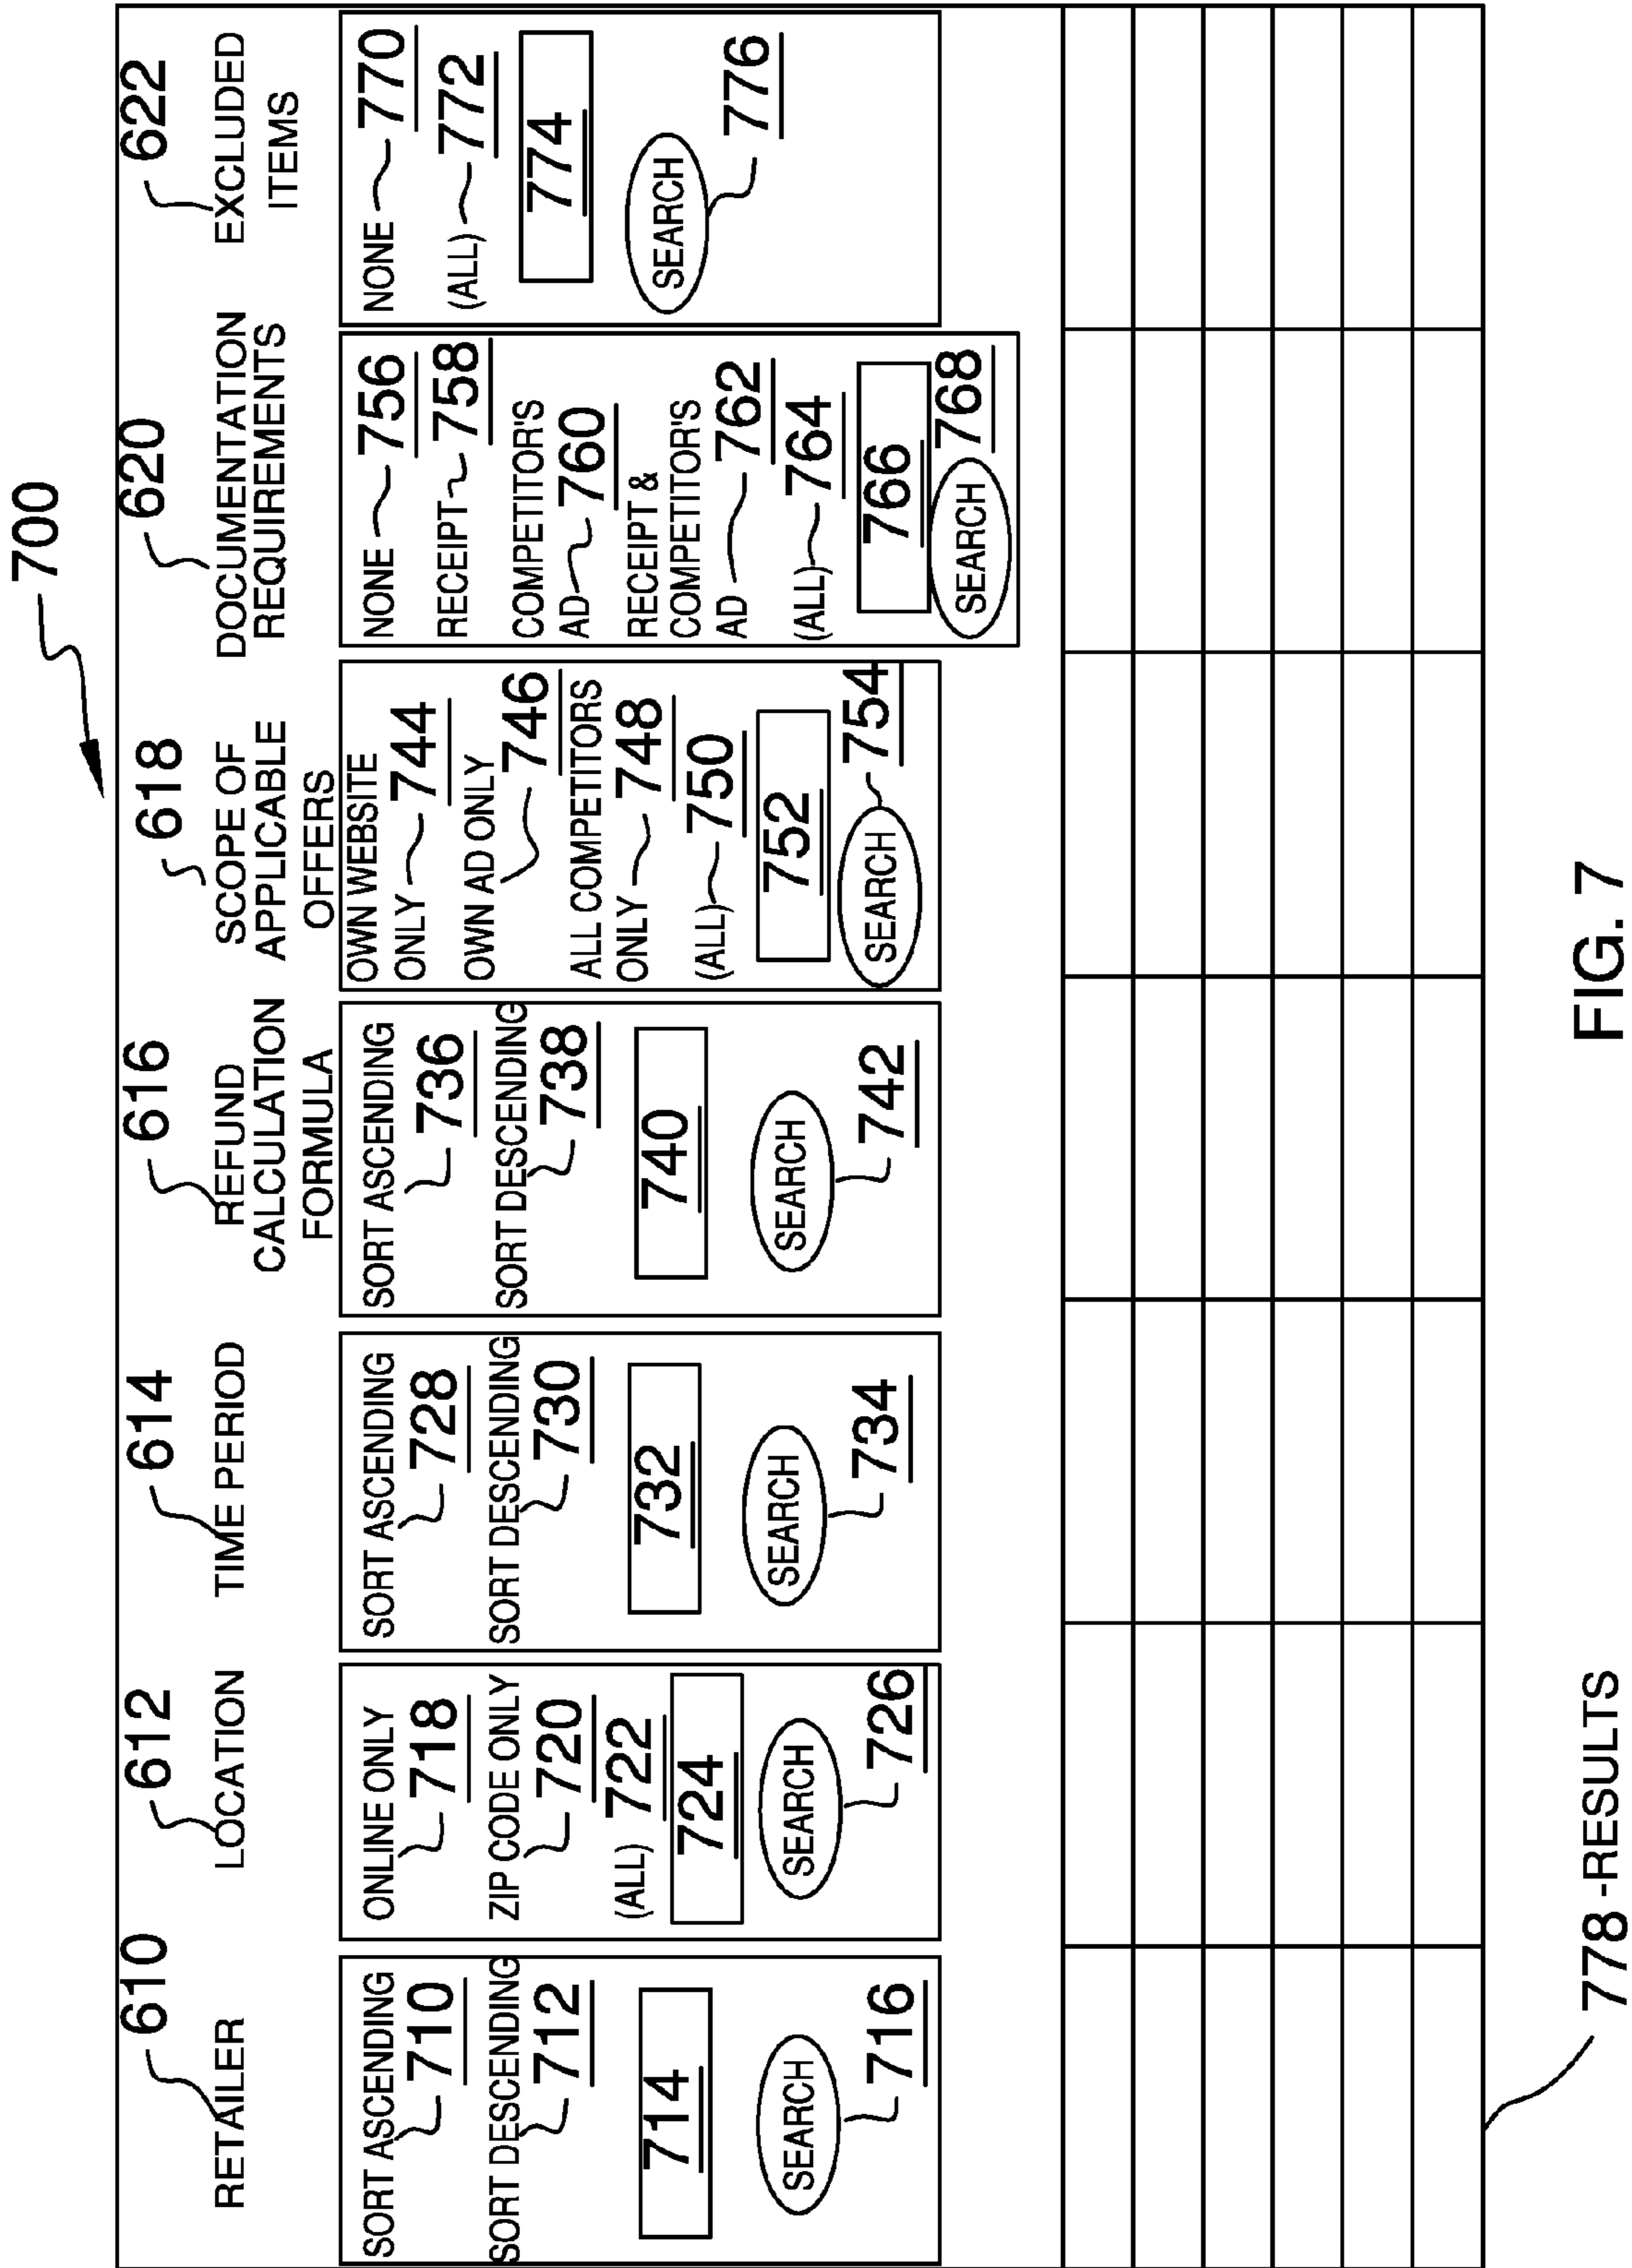 700
610
RETAILER
SORT ASCENDING
710
SORT DESCENDING
712
714
SEARCH
716
612
LOCATION
ONLINE ONLY
718
ZIP CODE ONLY
720
(ALL) 722
724
SEARCH
726
614
TIME PERIOD
SORT ASCENDING
728
SORT DESCENDING
730
732
SEARCH
734
616
REFUND
CALCULATION
FORMULA
SORT ASCENDING
736
SORT DESCENDING
738
740
SEARCH
742
618
SCOPE OF
APPLICABLE
OFFERS
OWN WEBSITE
ONLY 744
OWN AD ONLY
746
ALL COMPETITORS
ONLY 748
(ALL) 750
752
SEARCH
754
620
DOCUMENTATION
REQUIREMENTS
NONE 756
RECEIPT 758
COMPETITOR'S
AD 760
RECEIPT &
COMPETITOR'S
AD 762
(ALL) 764
766
SEARCH 768
622
EXCLUDED
ITEMS
NONE 770
(ALL) 772
774
SEARCH
776
778 -RESULTS
FIG. 7